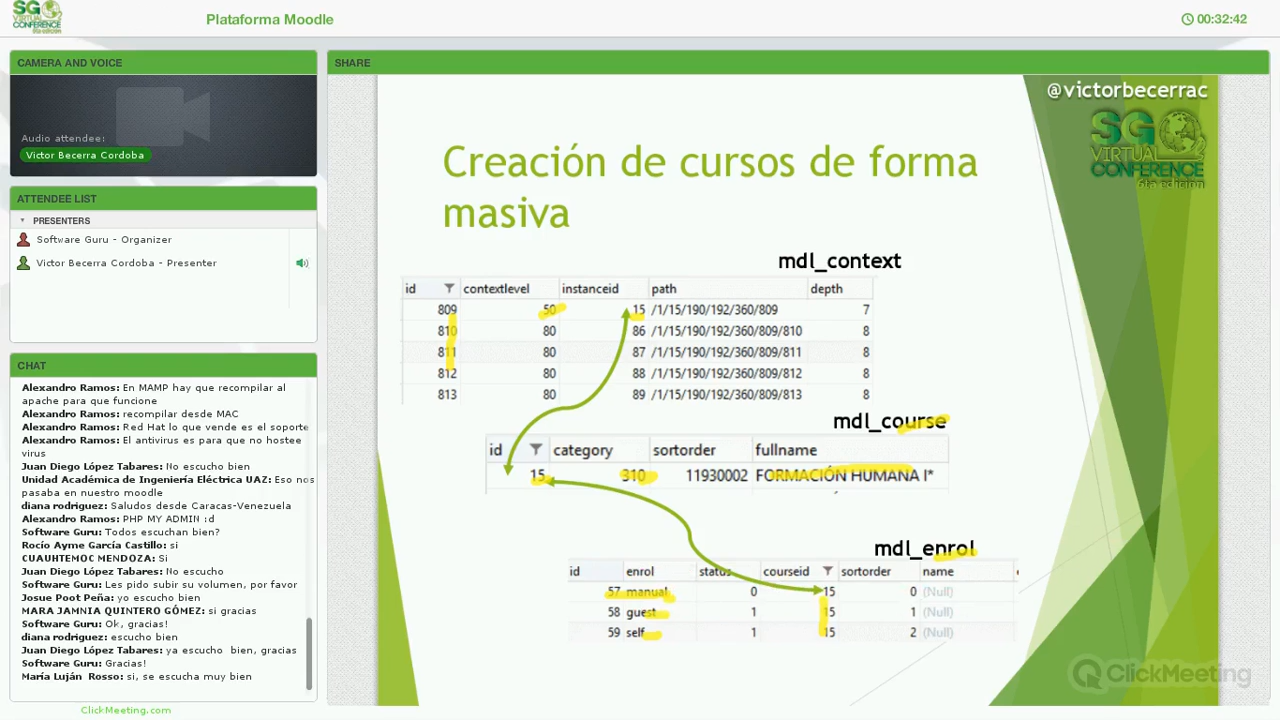 SG
VIRTUAL
CONFERENCE
6ta edición
Plataforma Moodle
00:32:42
CAMERA AND VOICE
Audio attendee:
Victor Becerra Cordoba
ATTENDEE LIST
PRESENTERS
Software Guru - Organizer
Victor Becerra Cordoba - Presenter
CHAT
Alexandro Ramos: En MAMP hay que recompilar al
apache para que funcione
Alexandro Ramos: recompilar desde MAC
Alexandro Ramos: Red Hat lo que vende es el soporte
Alexandro Ramos: El antivirus es para que no hostee
virus
Juan Diego López Tabares: No escucho bien
Unidad Académica de Ingeniería Eléctrica UAZ: Eso nos
pasaba en nuestro moodle
diana rodriguez: Saludos desde Caracas-Venezuela
Alexandro Ramos: PHP MY ADMIN :d
Software Guru: Todos escuchan bien?
Rocío Ayme García Castillo: si
CUAUHTEMOC MENDOZA: Si
Juan Diego López Tabares: No escucho
Software Guru: Les pido subir su volumen, por favor
Josue Poot Peña: yo escucho bien
MARA JAMNIA QUINTERO GÓMEZ: si gracias
Software Guru: Ok, gracias!
diana rodriguez: escucho bien
Juan Diego López Tabares: ya escucho bien, gracias
Software Guru: Gracias!
María Luján Rosso: si, se escucha muy bien
ClickMeeting.com
SHARE
@victorbecerrac
SG
VIRTUAL
CONFERENCE
6ta edición
Creación de cursos de forma
masiva
mdl_context
id contextlevel instanceid path depth
809 50 15 /1/15/190/192/360/809 7
810 80 86 /1/15/190/192/360/809/810 8
811 80 87 /1/15/190/192/360/809/811 8
812 80 88 /1/15/190/192/360/809/812 8
813 80 89 /1/15/190/192/360/809/813 8
mdl_course
id category sortorder fullname
15 310 11930002 FORMACIÓN HUMANA I*
mdl_enrol
id enrol status courseid sortorder name
57 manual 0 15 0 (Null)
58 guest 1 15 1 (Null)
59 self 1 15 2 (Null)
ClickMeeting